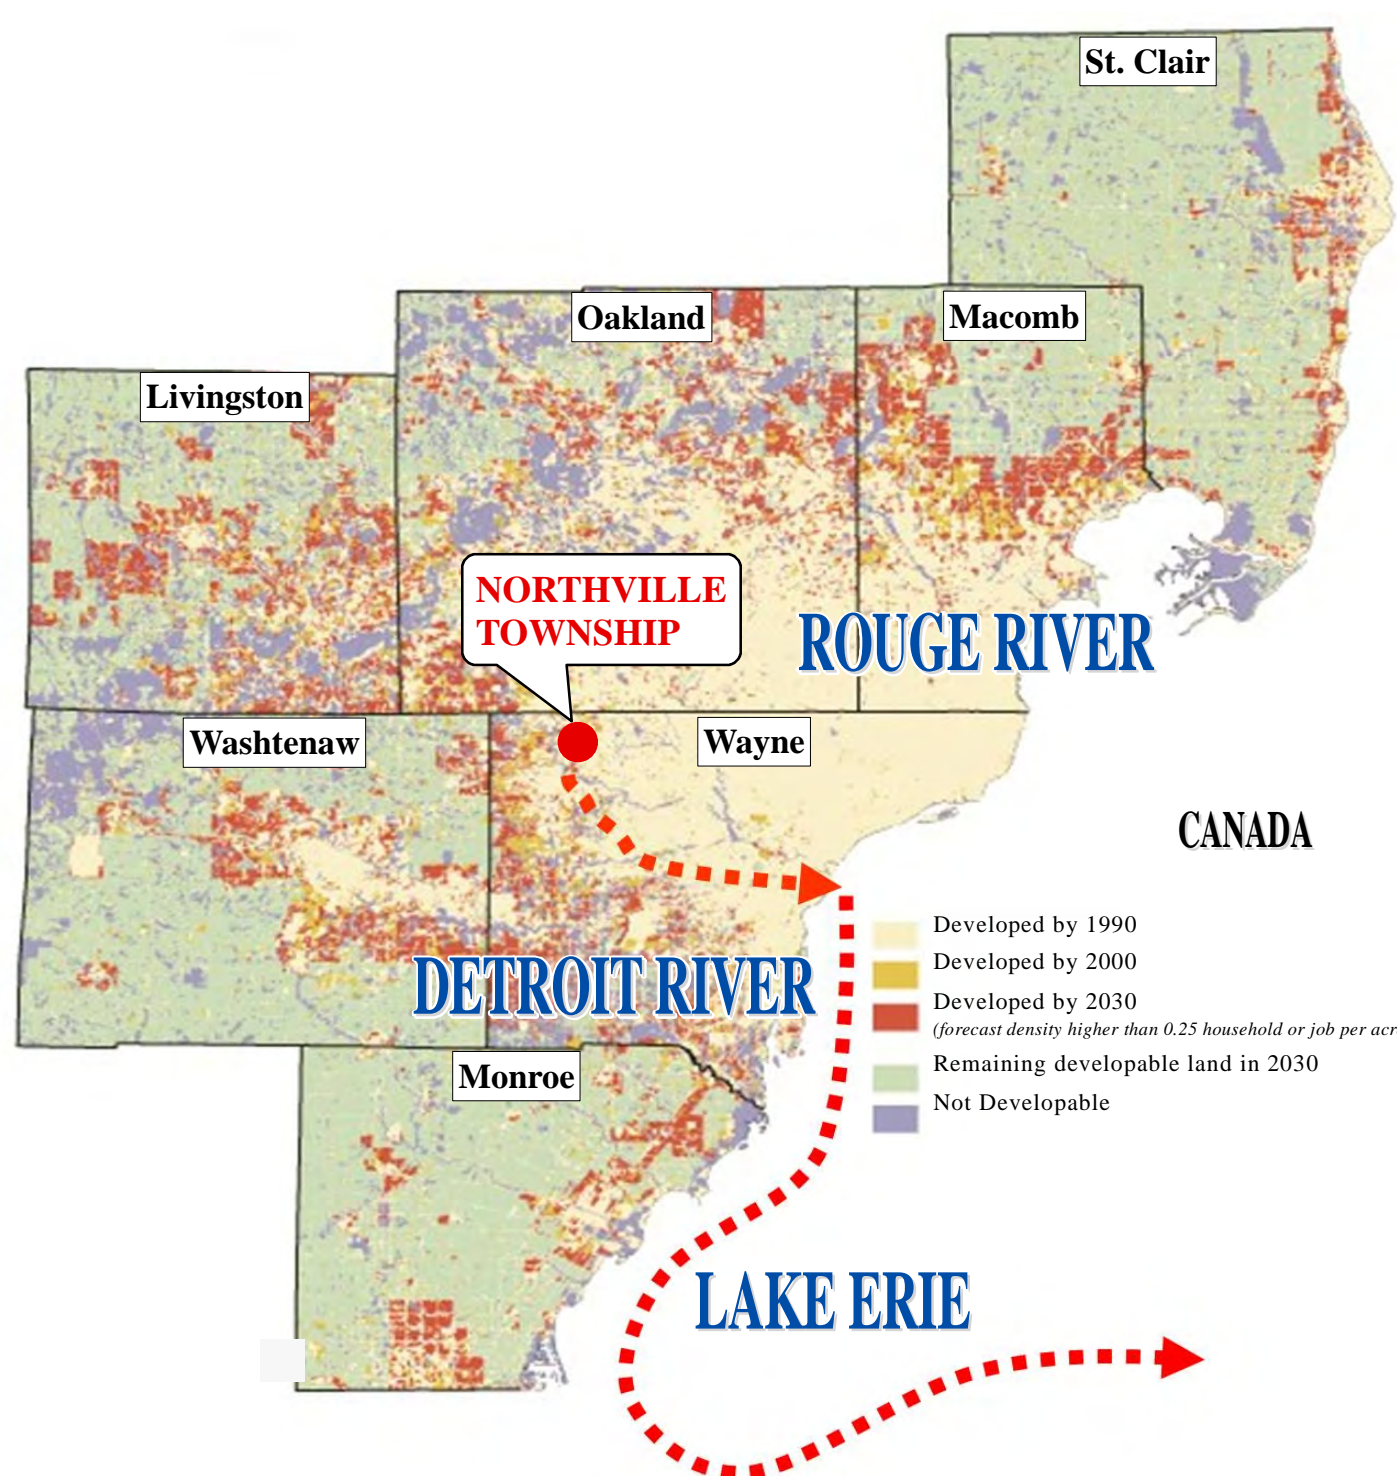 St. Clair
Oakland
Macomb
Livingston
NORTHVILLE
TOWNSHIP
ROUGE RIVER
Washtenaw
Wayne
CANADA
Developed by 1990
Developed by 2000
DETROIT RIVER
Developed by 2030
(forecast density higher than 0.25 household or job per acr
Remaining developable land in 2030
Monroe
Not Developable
LAKE ERIE